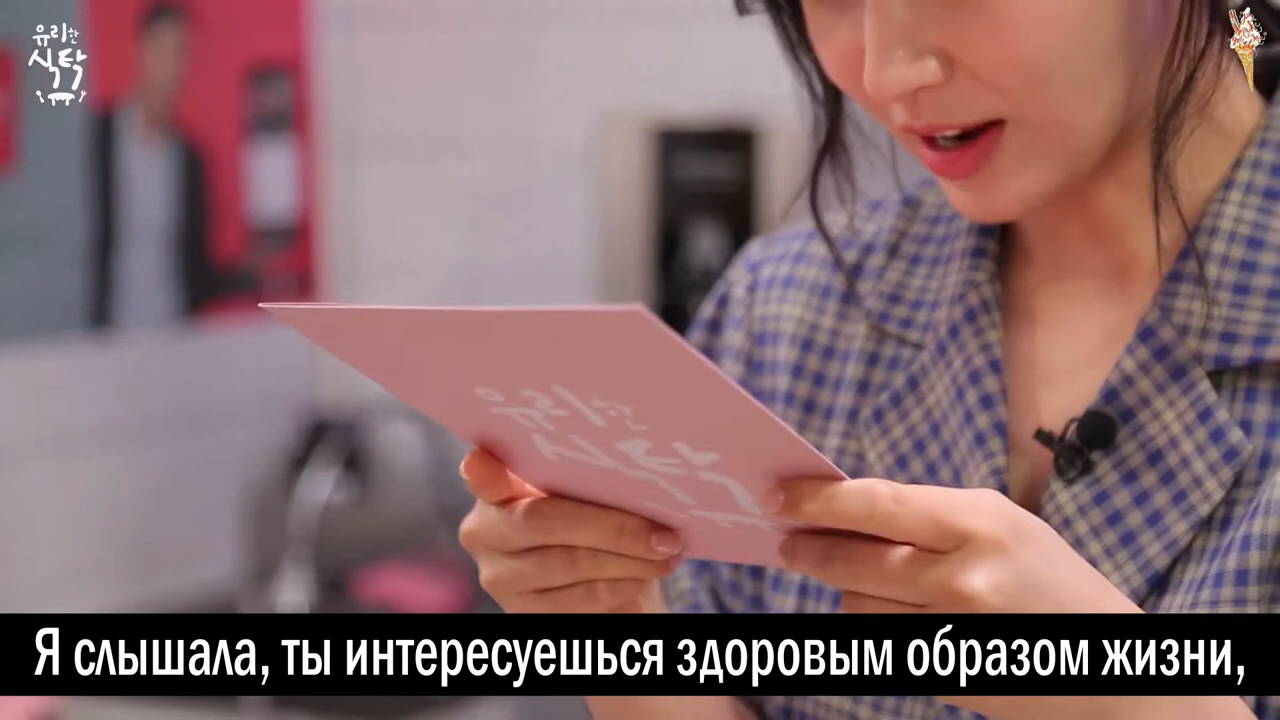 유리한
식탁
유리한
식탁
Я слышала, ты интересуешься здоровым образом жизни,